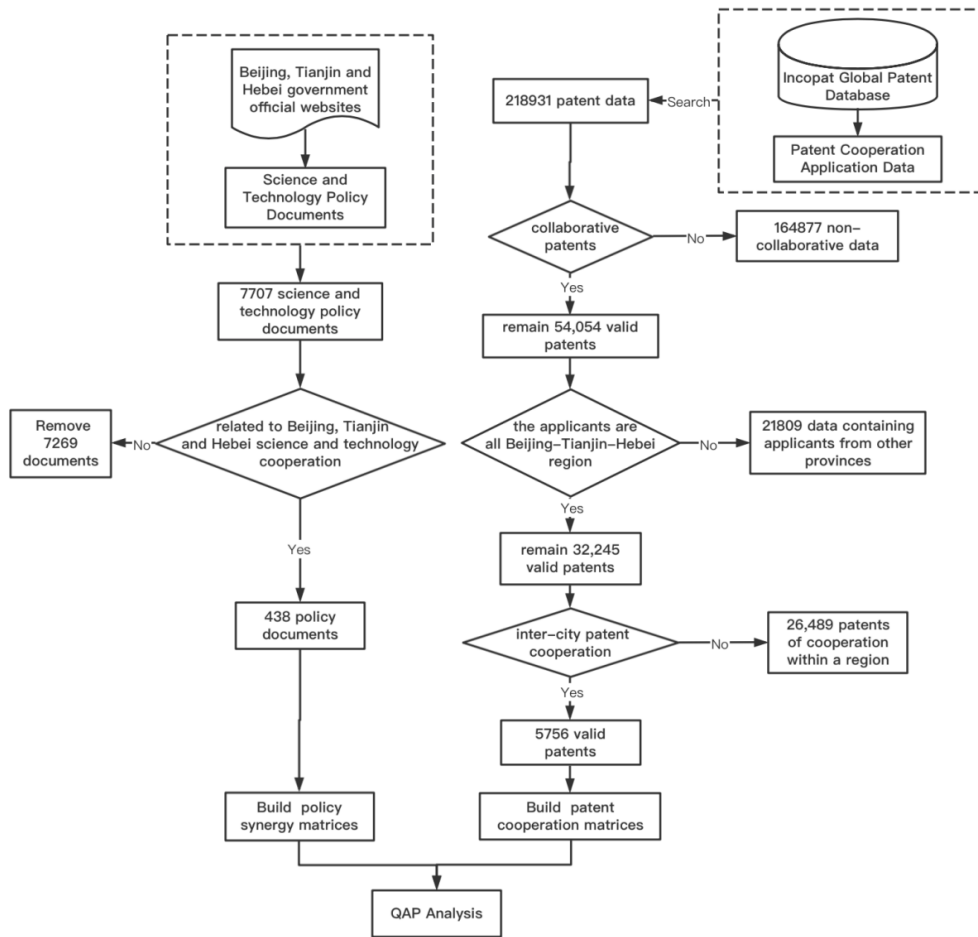 Beijing, Tianjin and
Hebei government
official websites
Science and
Technology Policy
Documents
7707 science and
technology policy
documents
related to Beijing, Tianjin
and Hebei science and technology
cooperation
No
Remove
7269
documents
Yes
438 policy
documents
Build policy
synergy matrices
Incopat Global Patent
Database
Patent Cooperation
Application Data
Search
218931 patent data
collaborative
patents
No
164877 non-
collaborative data
Yes
remain 54,054 valid
patents
the applicants are
all Beijing-Tianjin-Hebei
region
No
21809 data containing
applicants from other
provinces
Yes
remain 32,245
valid patents
inter-city patent
cooperation
No
26,489 patents
of cooperation
within a region
Yes
5756 valid
patents
Build patent
cooperation matrices
QAP Analysis